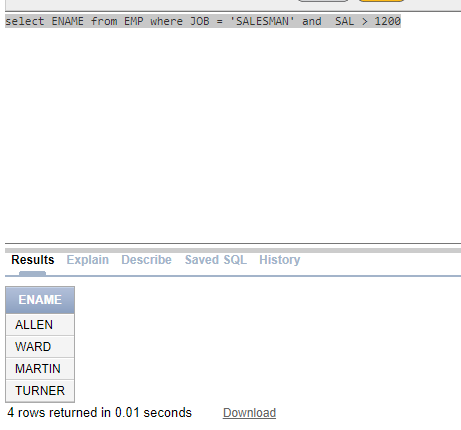 select ENAME from EMP where JOB = 'SALESMAN' and  SAL > 1200
Results Explain Describe Saved SQL History
ENAME
ALLEN
WARD
MARTIN
TURNER
4 rows returned in 0.01 seconds Download